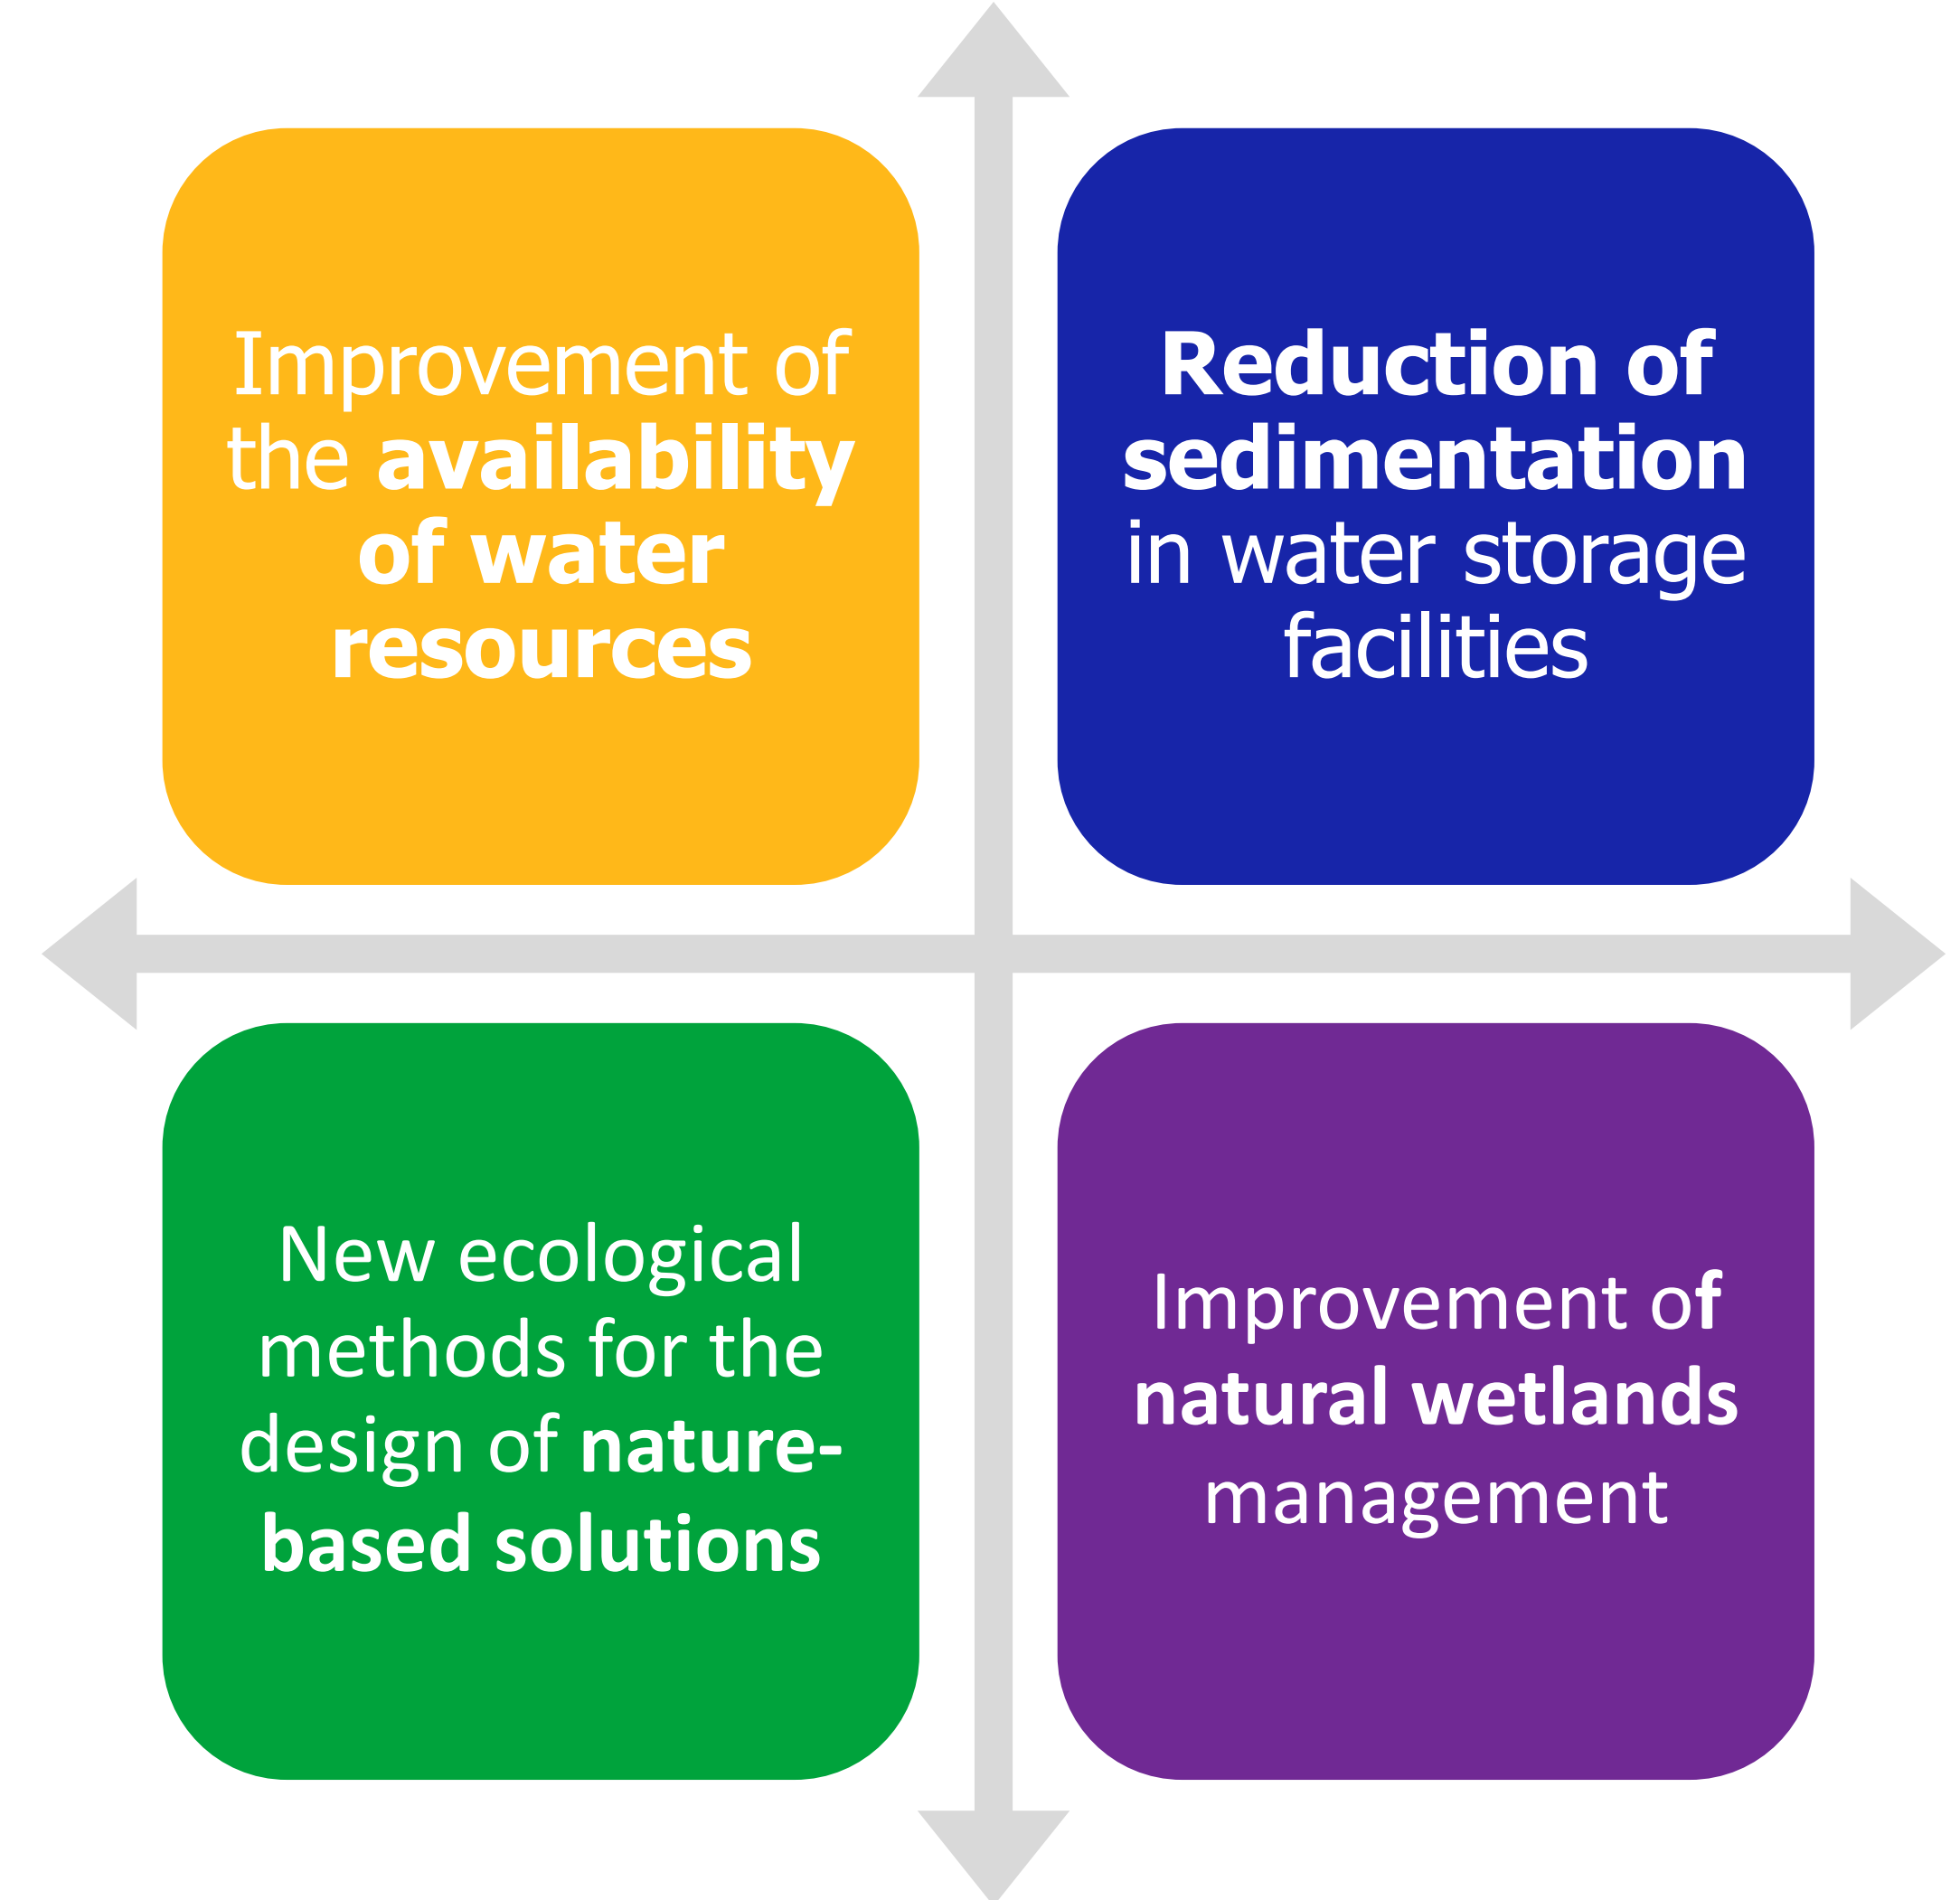 Improvement of
the availability
of water
resources
Reduction of
sedimentation
in water storage
facilities
New ecological
methods for the
design of nature-
based solutions
Improvement of
natural wetlands
management